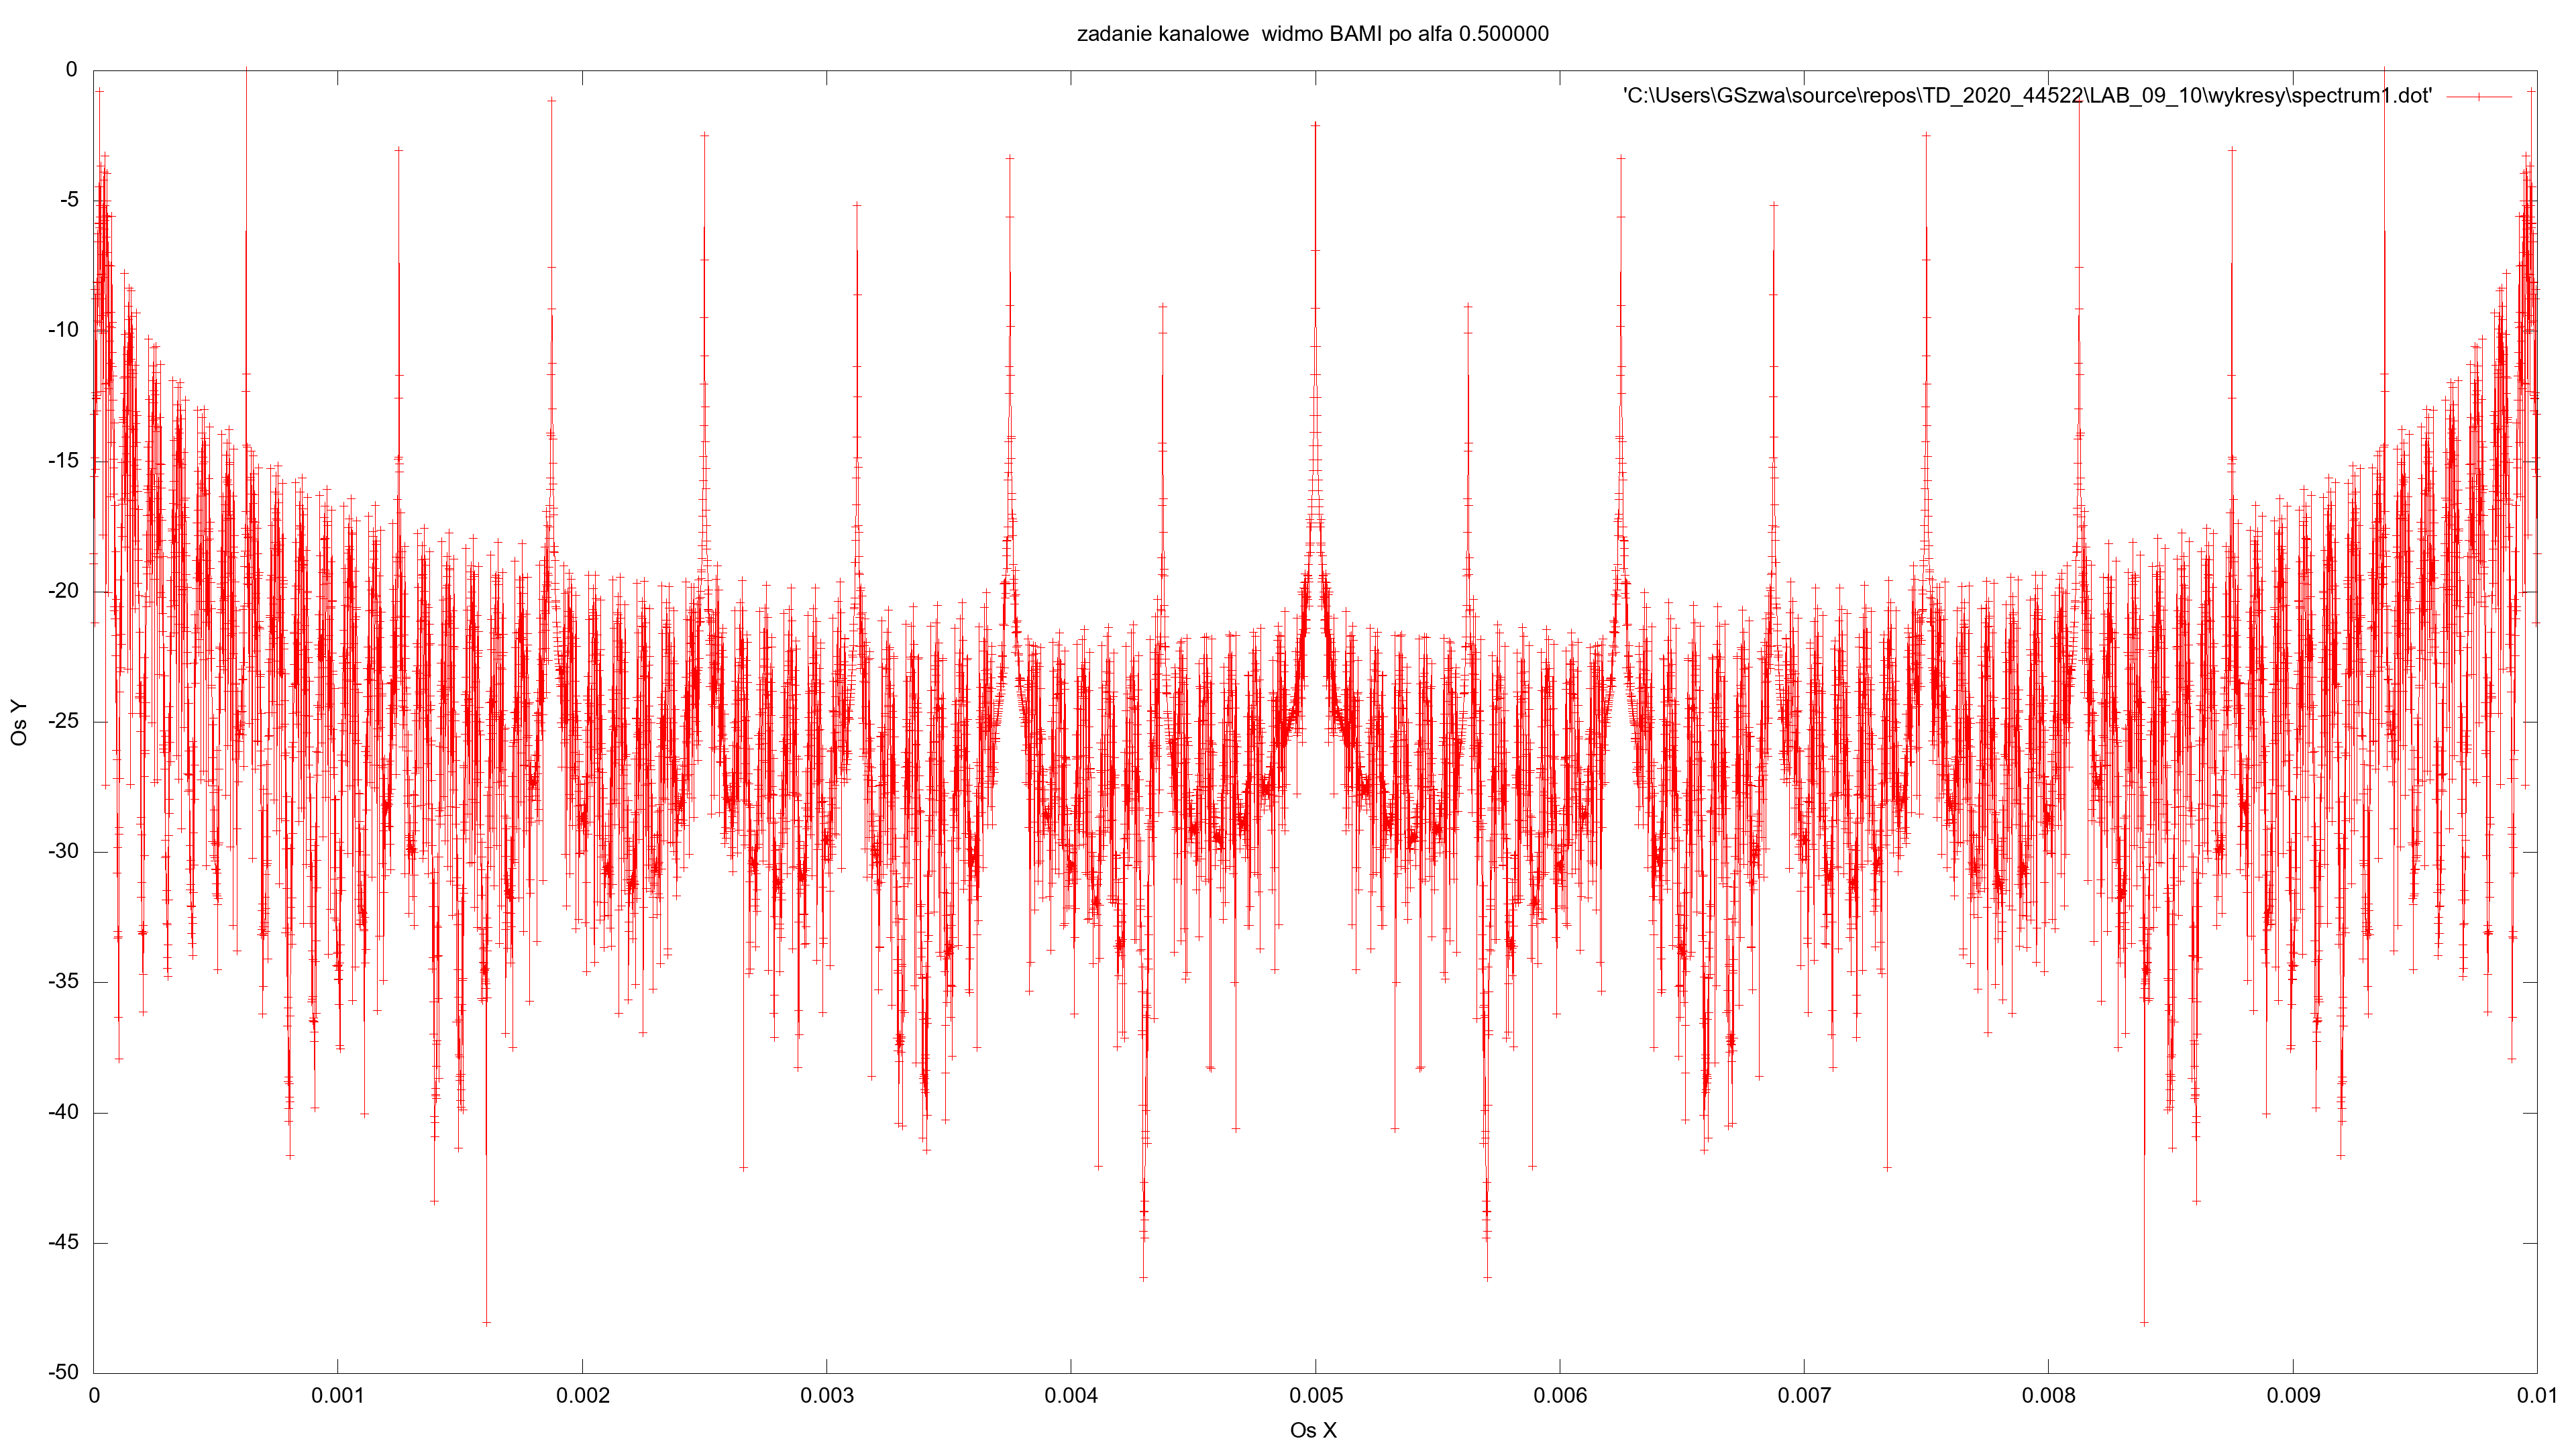 zadanie kanalowe  widmo BAMI po alfa 0.500000
'C:\Users\GSzwa\source\repos\TD_2020_44522\LAB_09_10\wykresy\spectrum1.dot'
0
-5
-10
-15
-20
-25
-30
-35
-40
-45
-50
Os Y
0 0.001 0.002 0.003 0.004 0.005 0.006 0.007 0.008 0.009 0.01
Os X